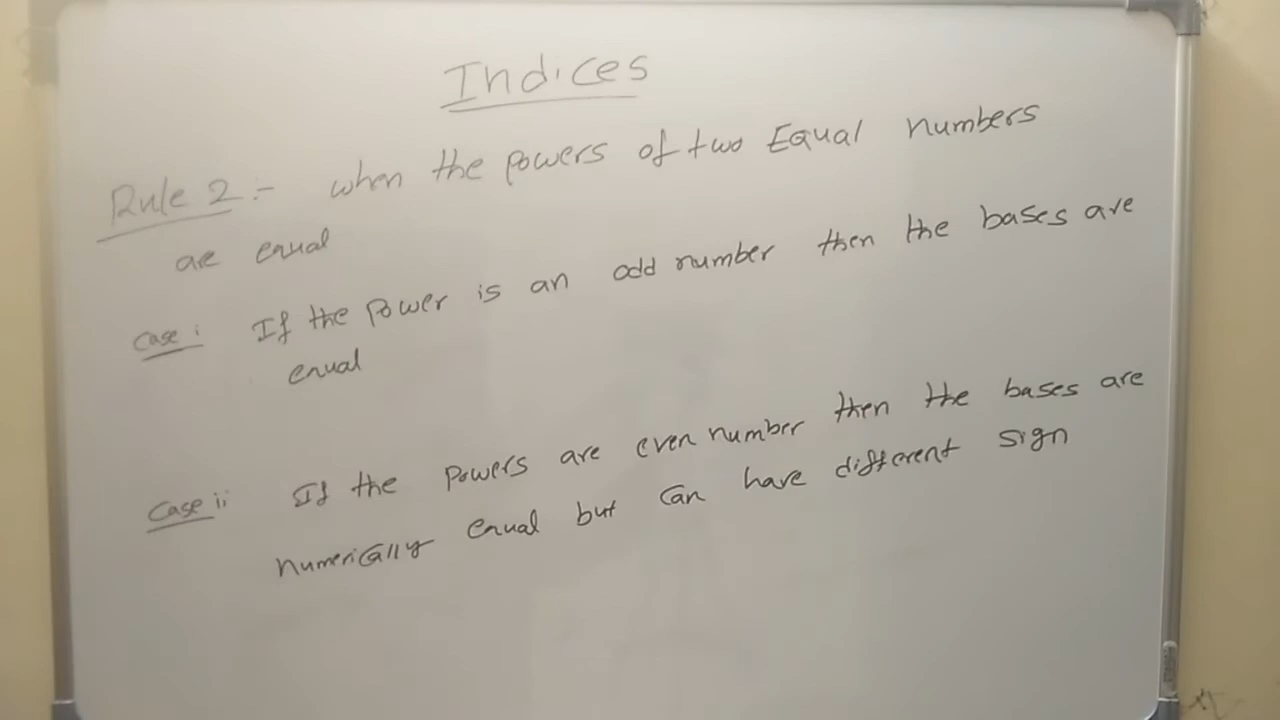 Indices
Rule 2 :- when the powers of two Equal numbers
are equal
Case i If the power is an odd number then the bases are
equal
Case ii If the powers are even number then the bases are
numerically equal but can have different sign